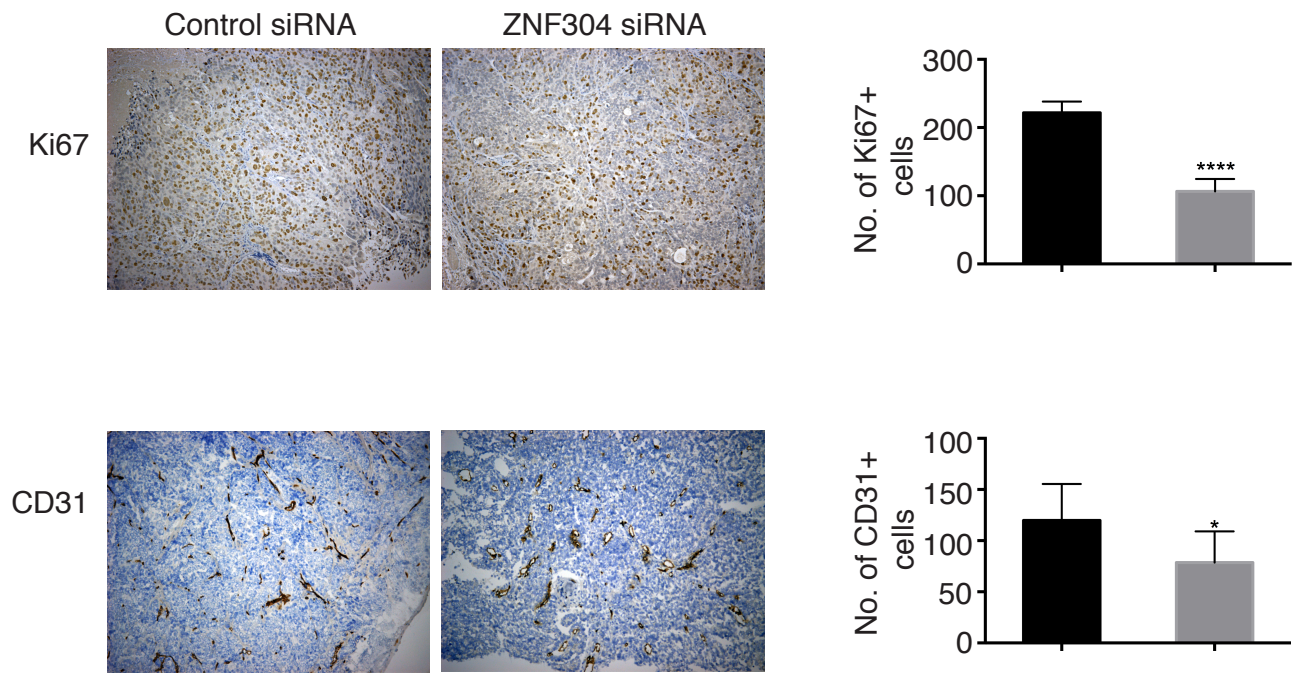 Control siRNA
ZNF304 siRNA
Ki67
No. of Ki67+
cells
300
200
100
0
****
CD31
No. of CD31+
cells
100
150
100
50
0
*